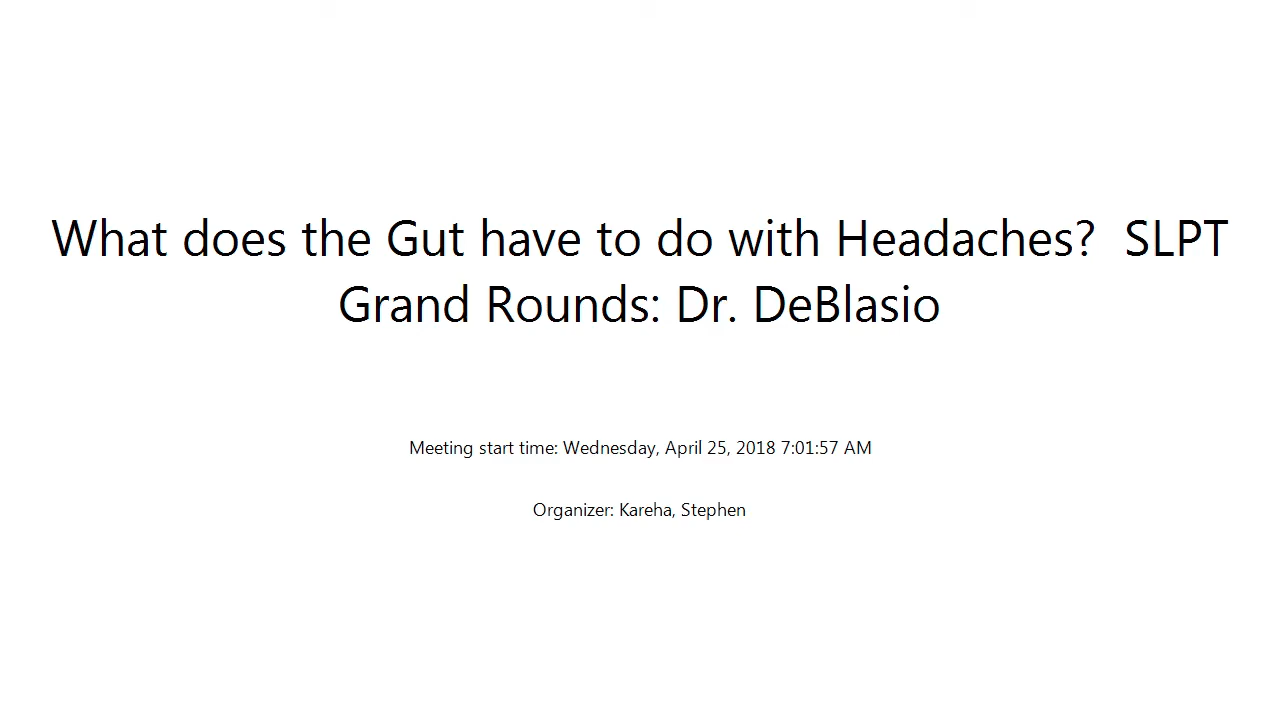 What does the Gut have to do with Headaches?  SLPT
Grand Rounds: Dr. DeBlasio
Meeting start time: Wednesday, April 25, 2018 7:01:57 AM
Organizer: Kareha, Stephen